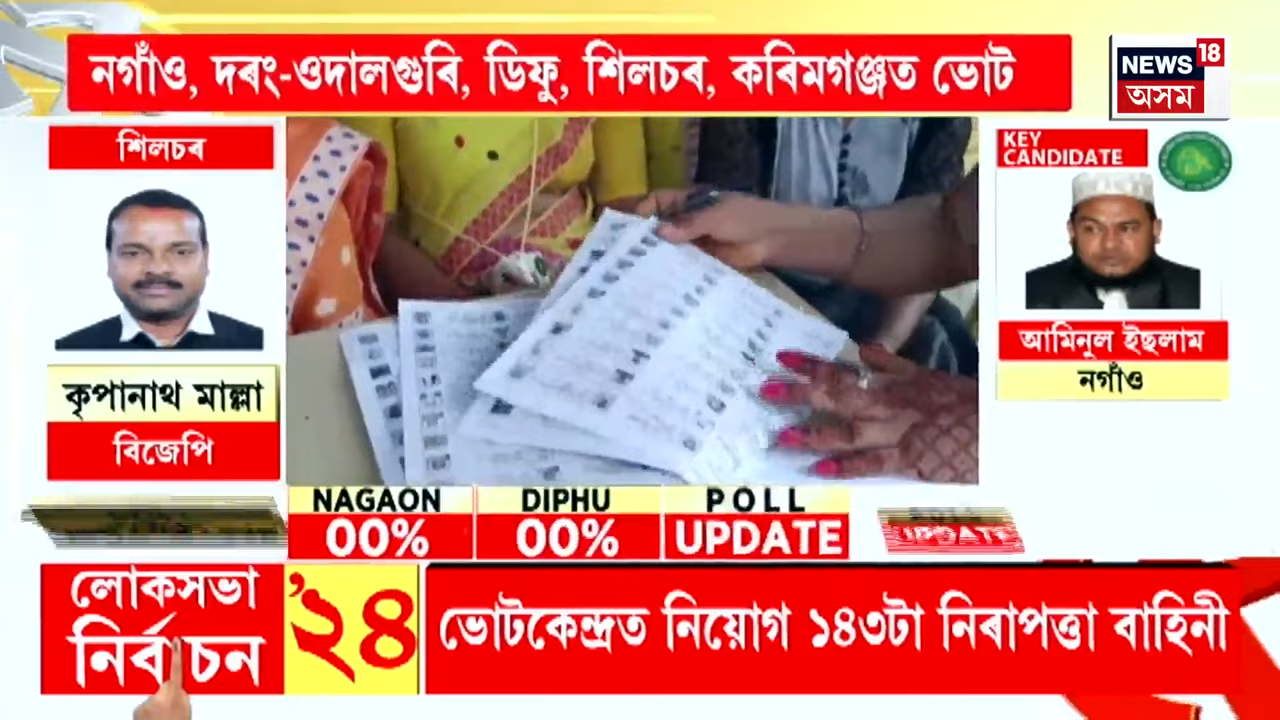 নগাঁও, দৰং-ওদালগুৰি, ডিফু, শিলচৰ, কৰিমগঞ্জত ভোট
NEWS 18
অসম
শিলচৰ
কৃপানাথ মাল্লা
বিজেপি
KEY
CANDIDATE
আমিনুল ইছলাম
নগাঁও
NAGAON
00%
DIPHU
00%
POLL
UPDATE
UPDATE
লোকসভা
নিৰ্বাচন
'২৪
ভোটকেন্দ্ৰত নিয়োগ ১৪৩টা নিৰাপত্তা বাহিনী